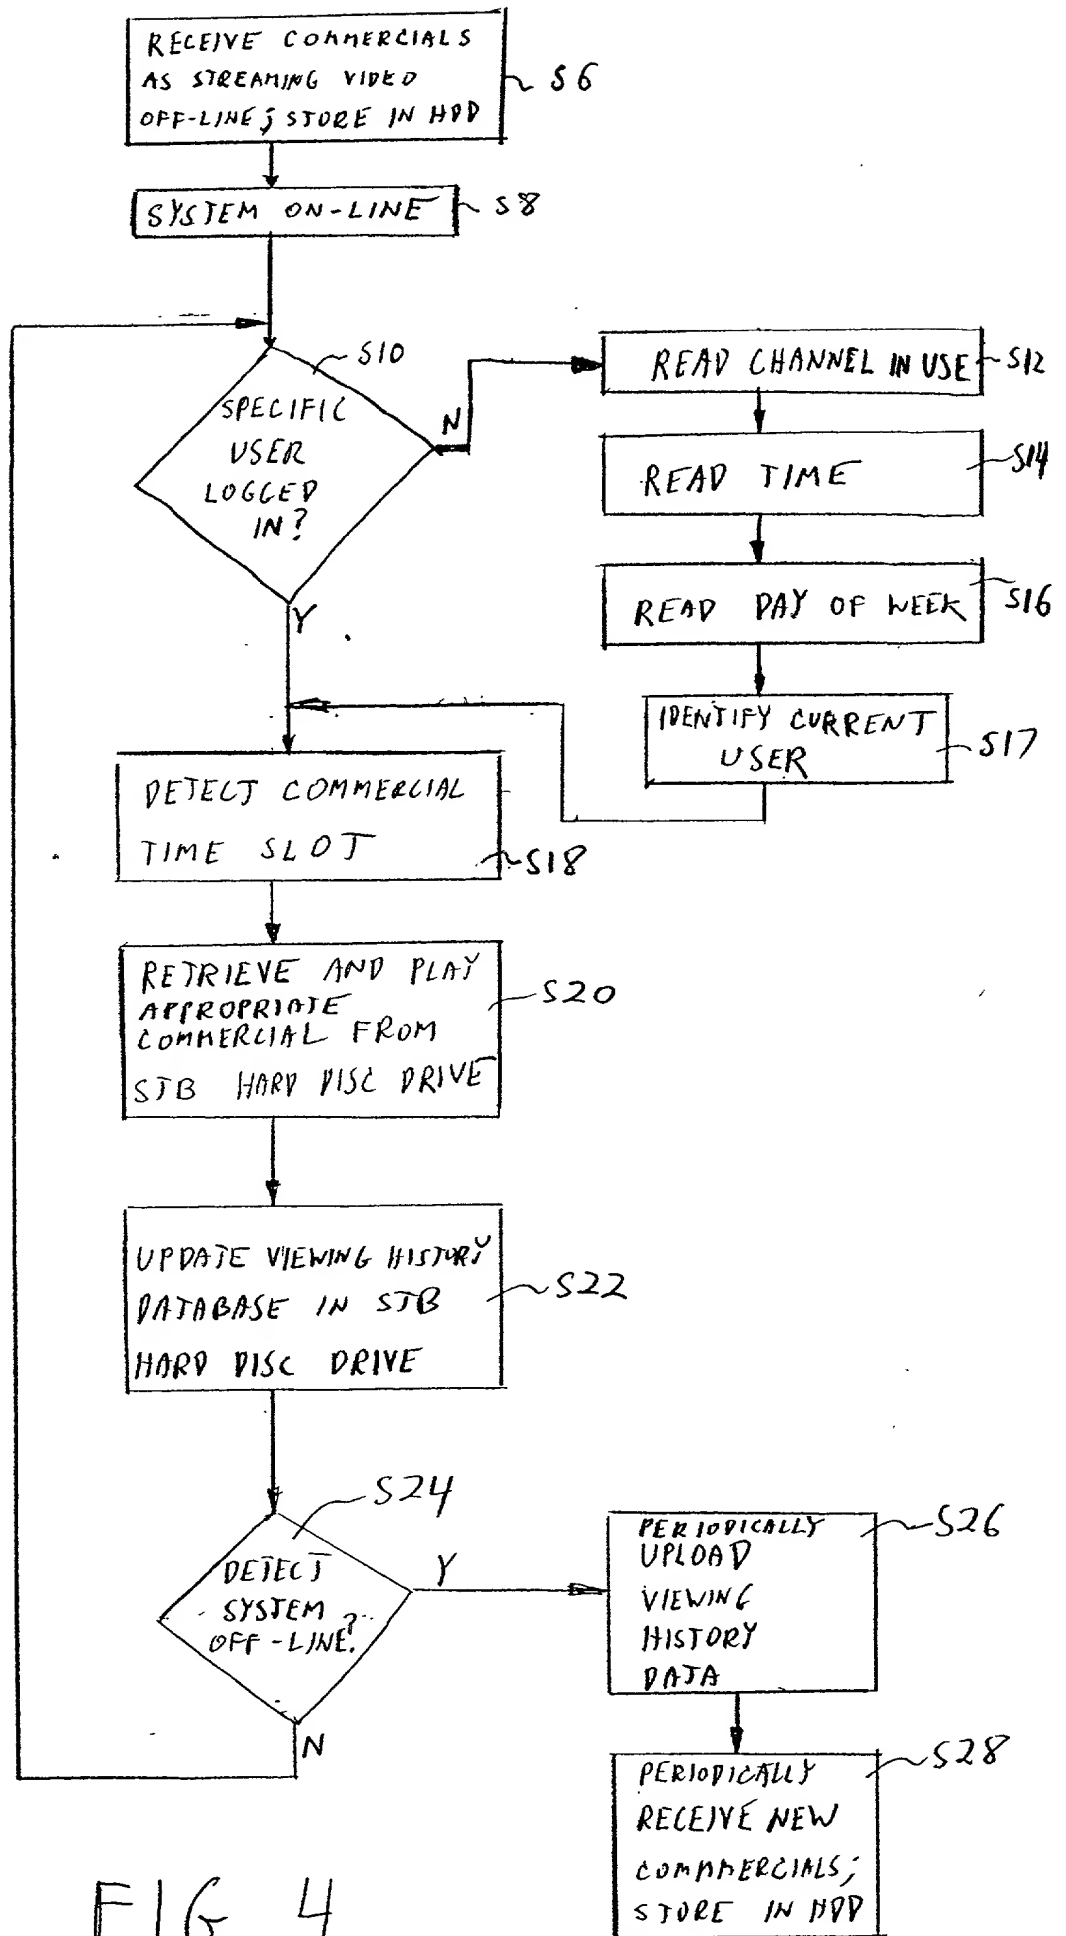 RECEIVE COMMERCIALS
AS STREAMING VIDEO
OFF-LINE; STORE IN HDD
S6
SYSTEM ON-LINE
S8
S10
SPECIFIC
USER
LOGGED
IN?
N
Y
READ CHANNEL IN USE
S12
READ TIME
S14
READ DAY OF WEEK
S16
IDENTIFY CURRENT
USER
S17
DETECT COMMERCIAL
TIME SLOT
S18
RETRIEVE AND PLAY
APPROPRIATE
COMMERCIAL FROM
STB HARD DISC DRIVE
S20
UPDATE VIEWING HISTORY
DATABASE IN STB
HARD DISC DRIVE
S22
S24
DETECT
SYSTEM
OFF-LINE?
Y
N
PERIODICALLY
UPLOAD
VIEWING
HISTORY
DATA
S26
PERIODICALLY
RECEIVE NEW
COMMMERCIALS;
STORE IN HDD
S28
FIG 4